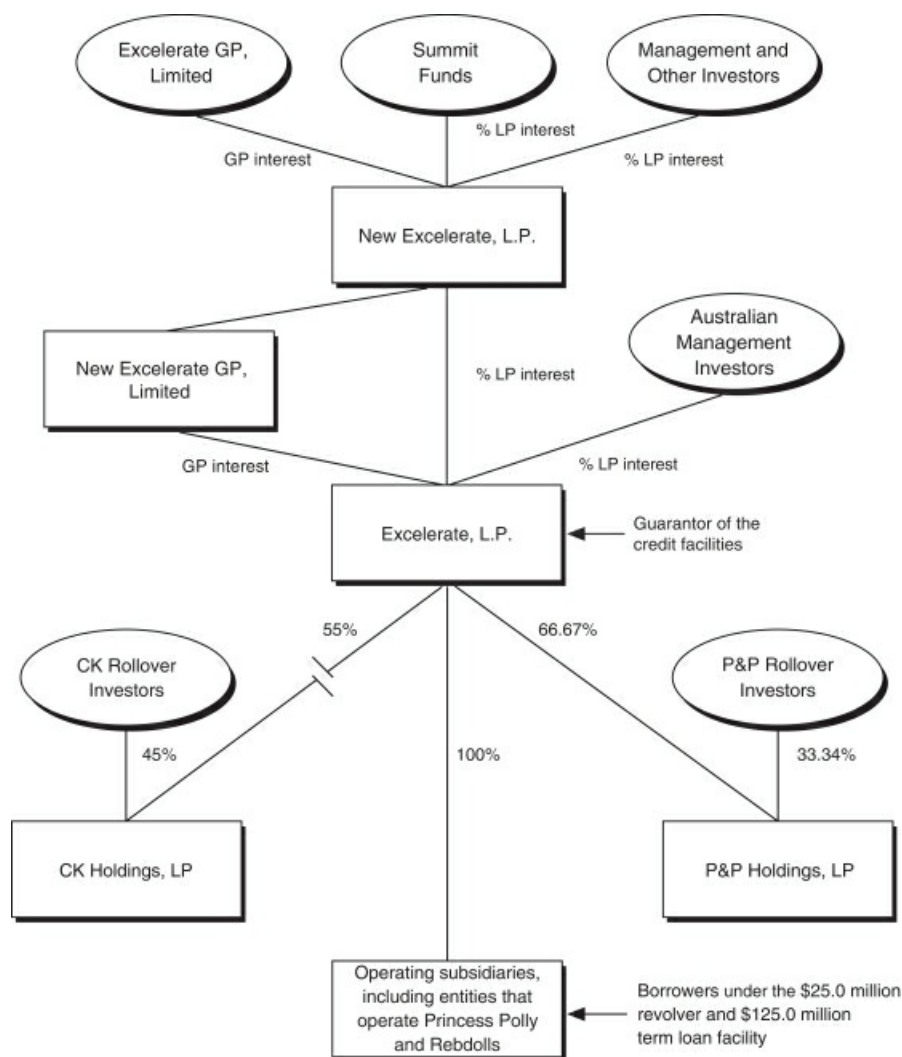 Excelerate GP,
Limited
Summit
Funds
Management and
Other Investors
GP interest
% LP interest
% LP interest
New Excelerate, L.P.
New Excelerate GP,
Limited
% LP interest
Australian
Management
Investors
GP interest
% LP interest
Excelerate, L.P.
Guarantor of the
credit facilities
55%
66.67%
CK Rollover
Investors
P&P Rollover
Investors
45%
100%
33.34%
CK Holdings, LP
P&P Holdings, LP
Operating subsidiaries,
including entities that
operate Princess Polly
and Rebdolls
Borrowers under the $25.0 million
revolver and $125.0 million
term loan facility